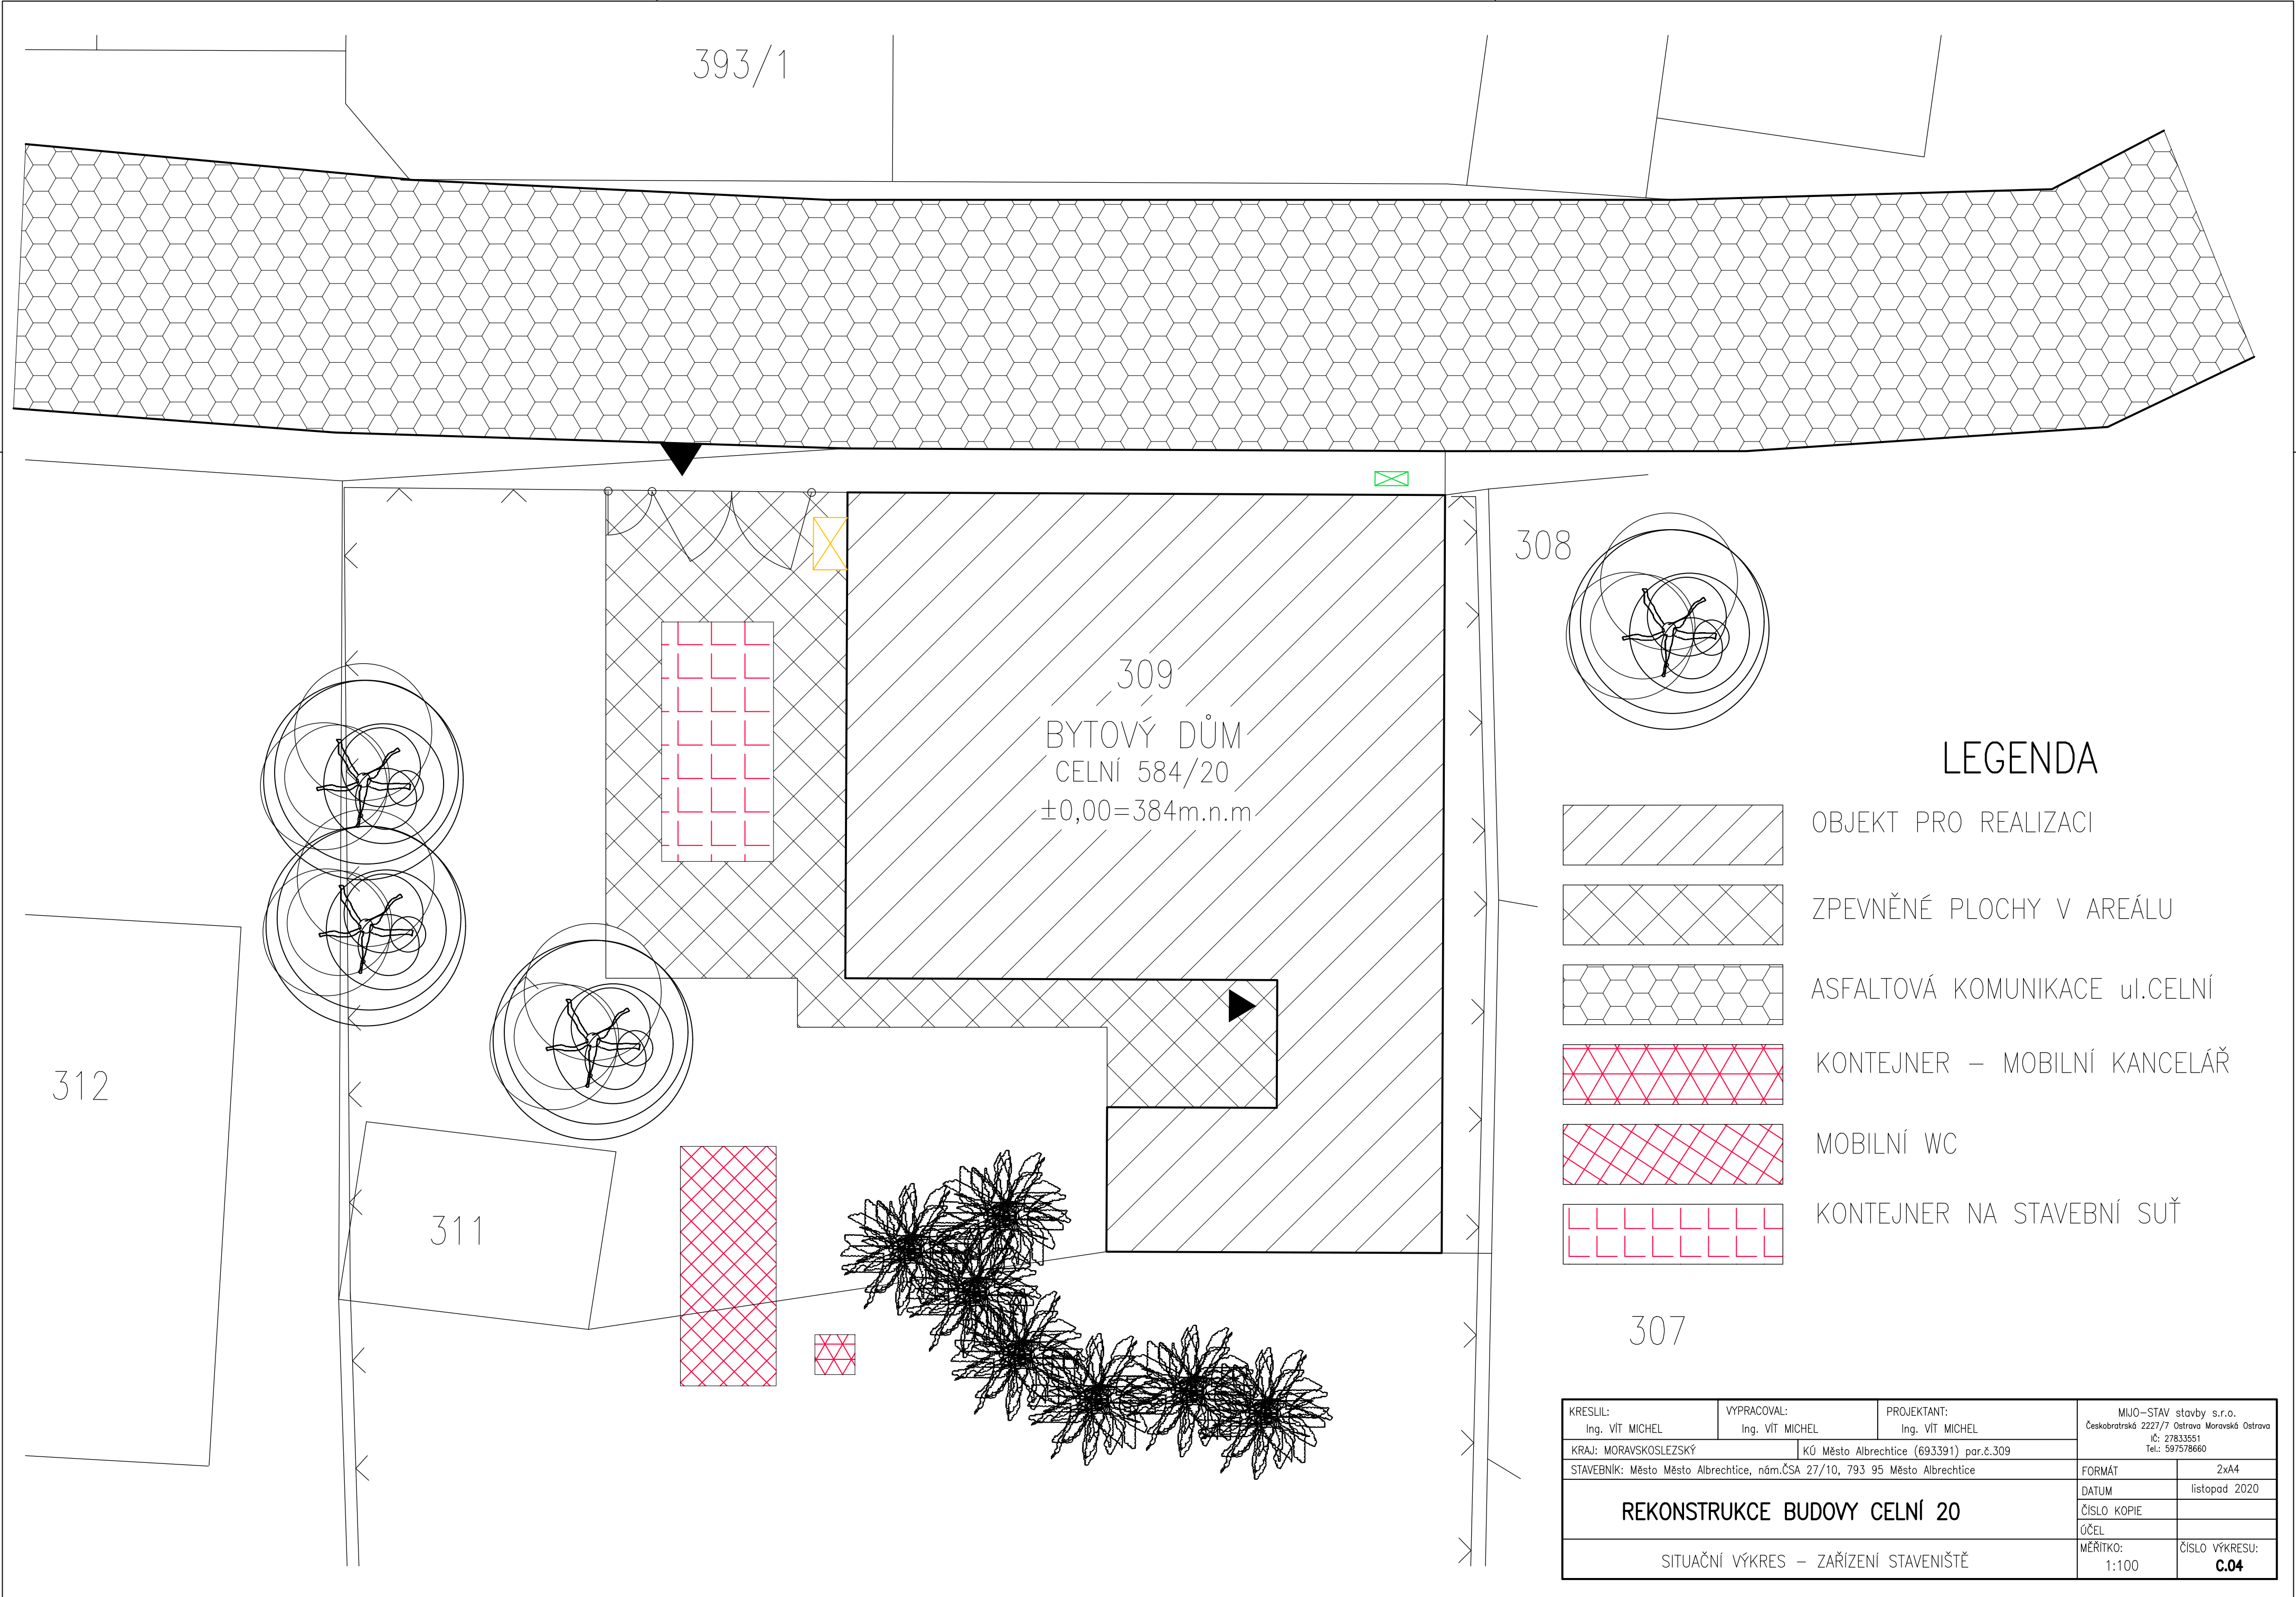 393/1
308
309
BYTOVÝ DŮM
CELNÍ 584/20
±0,00=384m.n.m
312
311
307
LEGENDA
OBJEKT PRO REALIZACI
ZPEVNĚNÉ PLOCHY V AREÁLU
ASFALTOVÁ KOMUNIKACE ul.CELNÍ
KONTEJNER – MOBILNÍ KANCELÁŘ
MOBILNÍ WC
KONTEJNER NA STAVEBNÍ SUŤ
KRESLIL:
Ing. VÍT MICHEL
VYPRACOVAL:
Ing. VÍT MICHEL
PROJEKTANT:
Ing. VÍT MICHEL
MIJO–STAV stavby s.r.o.
Českobratrská 2227/7 Ostrava Moravská Ostrava
IČ: 27833551
Tel.: 597578660
KRAJ: MORAVSKOSLEZSKÝ
KÚ Město Albrechtice (693391) par.č.309
STAVEBNÍK: Město Město Albrechtice, nám.ČSA 27/10, 793 95 Město Albrechtice
FORMÁT 2xA4
DATUM listopad 2020
ČÍSLO KOPIE
ÚČEL
REKONSTRUKCE BUDOVY CELNÍ 20
SITUAČNÍ VÝKRES – ZAŘÍZENÍ STAVENIŠTĚ
MĚŘÍTKO:
1:100
ČÍSLO VÝKRESU:
C.04